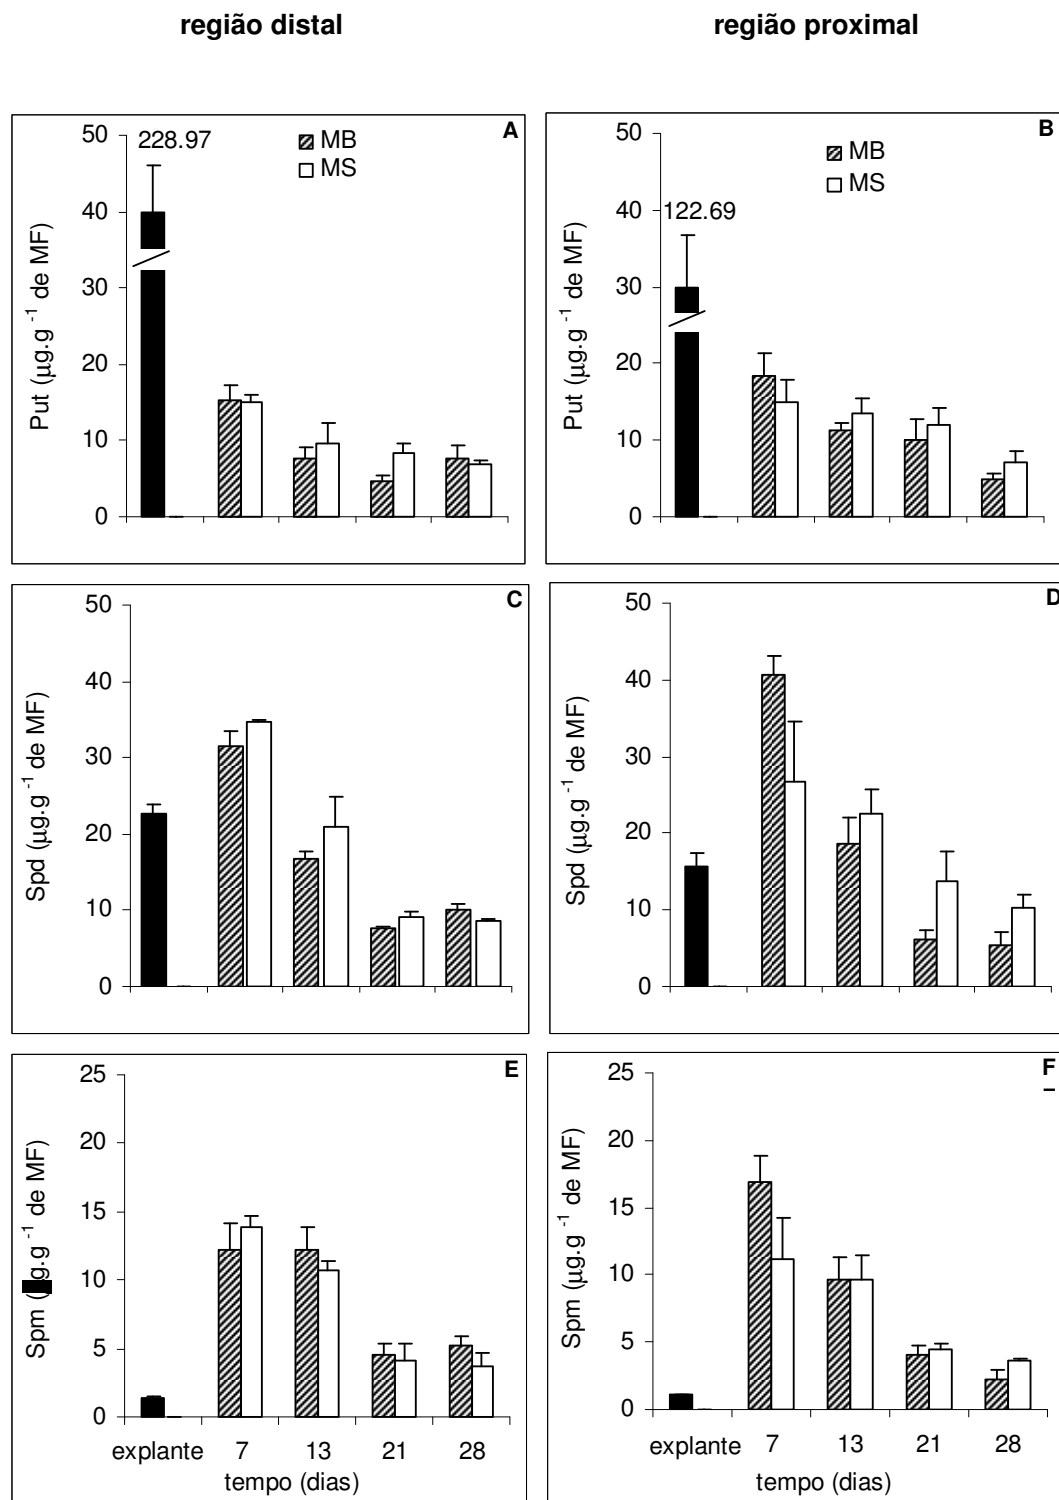 região distal
região proximal
A
228.97
MB
MS
50
40
30
20
10
0
Put (µg.g⁻¹ de MF)
B
122.69
MB
MS
50
40
30
20
10
0
Put (µg.g⁻¹ de MF)
C
50
40
30
20
10
0
Spd (µg.g⁻¹ de MF)
D
50
40
30
20
10
0
Spd (µg.g⁻¹ de MF)
E
25
20
15
10
5
0
Spm ( g.g⁻¹ de MF)
explante 7 13 21 28
tempo (dias)
F
25
20
15
10
5
0
Spm (µg.g⁻¹ de MF)
explante 7 13 21 28
tempo (dias)